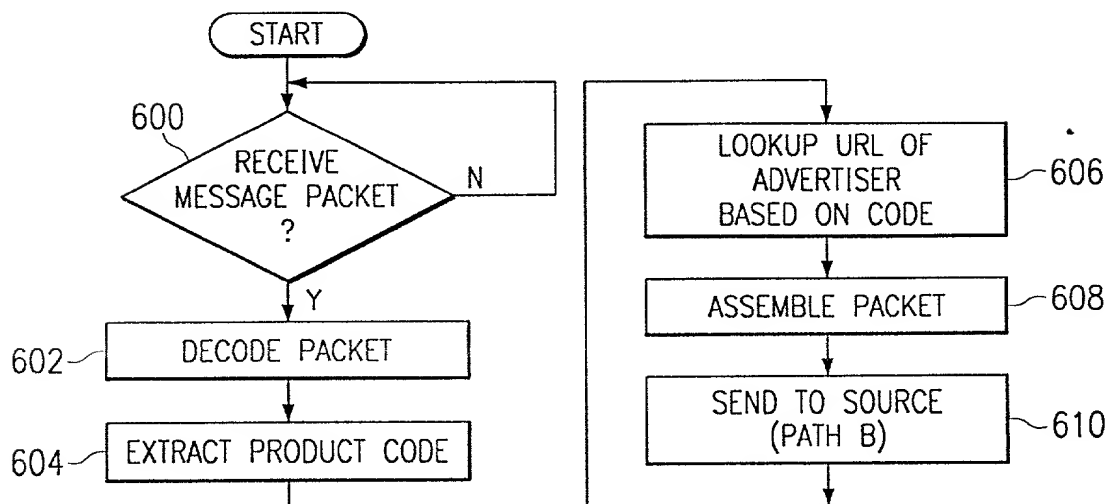 START
600
RECEIVE
MESSAGE PACKET
?
N
Y
602
DECODE PACKET
604
EXTRACT PRODUCT CODE
LOOKUP URL OF
ADVERTISER
BASED ON CODE
606
ASSEMBLE PACKET
608
SEND TO SOURCE
(PATH B)
610